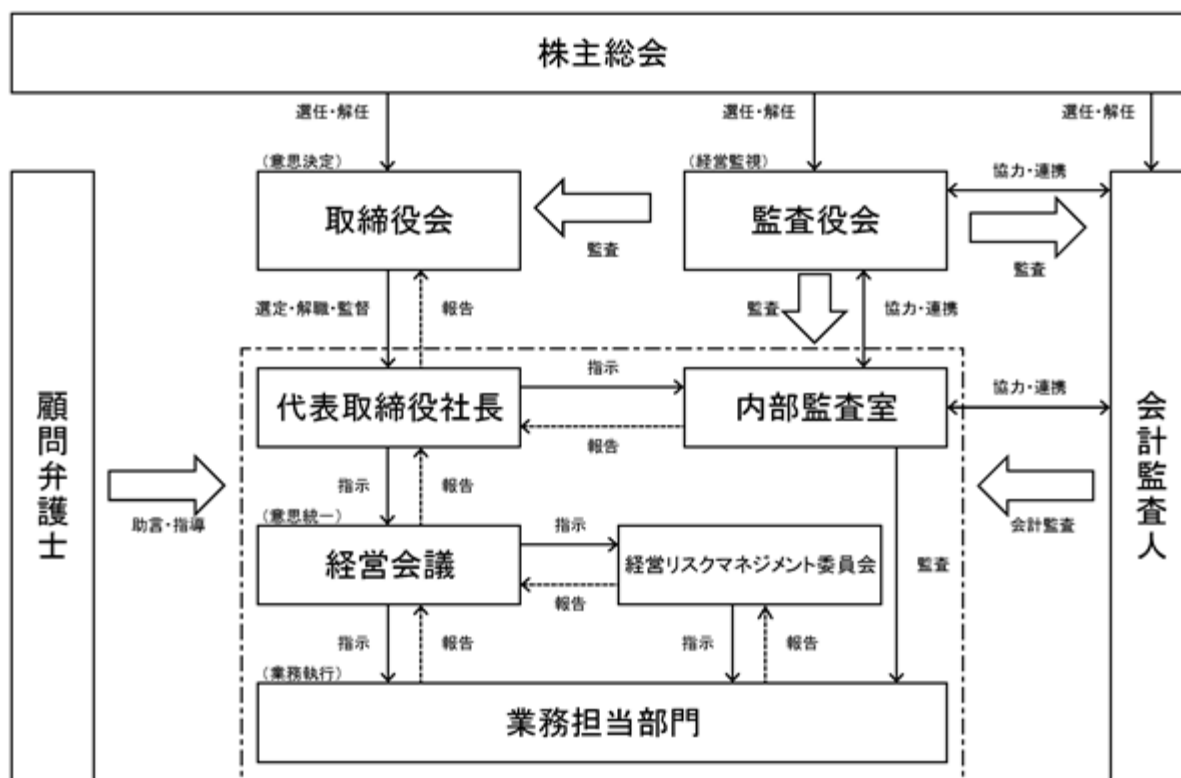 株主総会
選任・解任
選任・解任
選任・解任
(意思決定)
(経営監視)
取締役会
監査役会
協力・連携
監査
監査
選定・解職・監督
報告
監査
協力・連携
顧問弁護士
会計監査人
代表取締役社長
指示
内部監査室
協力・連携
報告
指示
報告
助言・指導
会計監査
(意思統一)
経営会議
指示
経営リスクマネジメント委員会
監査
報告
指示
報告
指示
報告
(業務執行)
業務担当部門